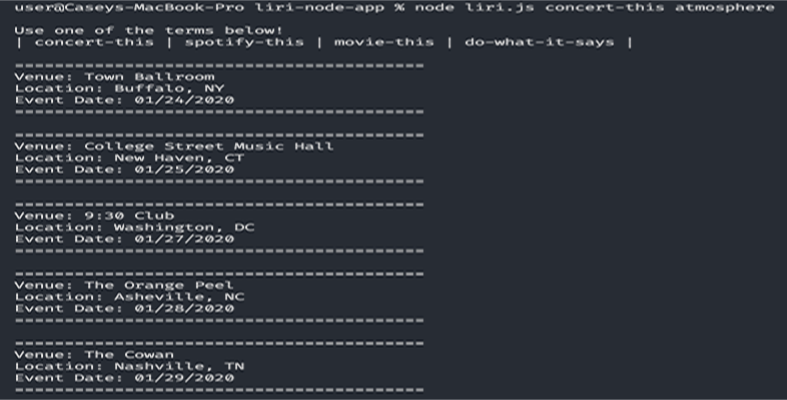 user@Caseys-MacBook-Pro liri-node-app % node liri.js concert-this atmosphere
Use one of the terms below!
| concert-this | spotify-this | movie-this | do-what-it-says |
=========================================
Venue: Town Ballroom
Location: Buffalo, NY
Event Date: 01/24/2020
=========================================
=========================================
Venue: College Street Music Hall
Location: New Haven, CT
Event Date: 01/25/2020
=========================================
=========================================
Venue: 9:30 Club
Location: Washington, DC
Event Date: 01/27/2020
=========================================
=========================================
Venue: The Orange Peel
Location: Asheville, NC
Event Date: 01/28/2020
=========================================
=========================================
Venue: The Cowan
Location: Nashville, TN
Event Date: 01/29/2020
=========================================